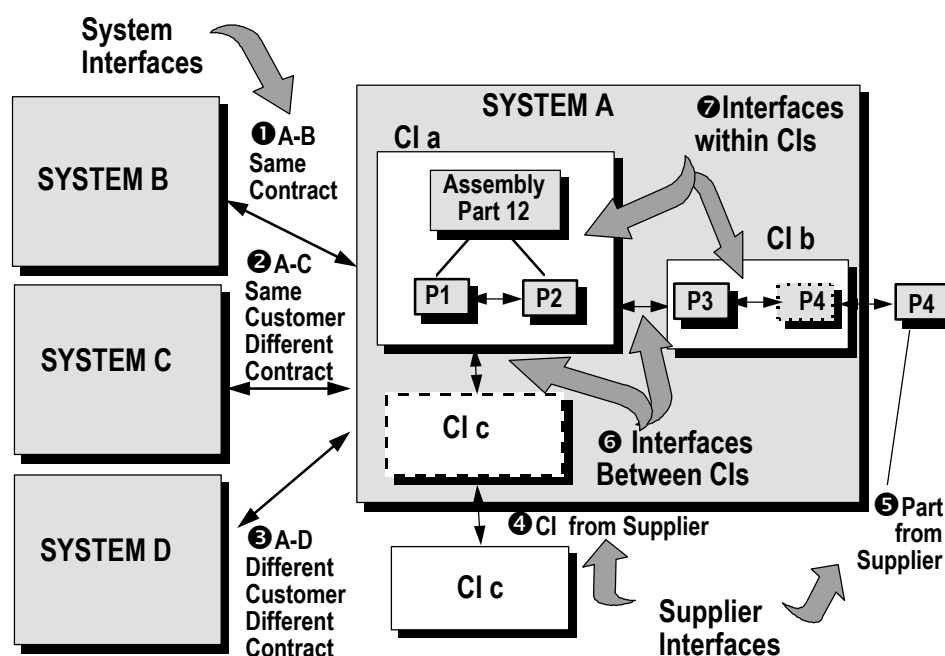 System
Interfaces
❶A-B
Same
Contract
SYSTEM B
❷A-C
Same
Customer
Different
Contract
SYSTEM C
❸A-D
Different
Customer
Different
Contract
SYSTEM D
SYSTEM A
CI a
Assembly
Part 12
P1
P2
❼Interfaces
within CIs
CI b
P3
P4
P4
CI c
❻ Interfaces
Between CIs
❹CI from Supplier
CI c
❺Part
from
Supplier
Supplier
Interfaces